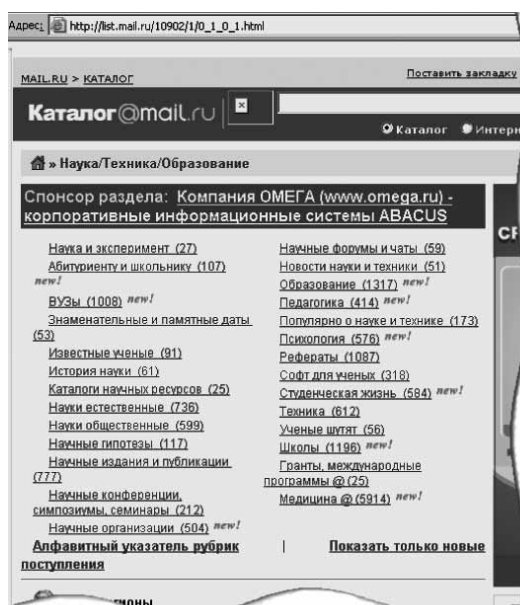 Адрес: http://list.mail.ru/10902/1/0_1_0_1.html
MAIL.RU > КАТАЛОГ
Поставить закладку
Каталог@mail.ru
Каталог
» Наука/Техника/Образование
Спонсор раздела: Компания ОМЕГА (www.omega.ru) -
корпоративные информационные системы ABACUS
Наука и эксперимент (27)
Абитуриенту и школьнику (107)
new!
ВУЗы (1008) new!
Знаменательные и памятные даты
(53)
Известные ученые (91)
История науки (61)
Каталоги научных ресурсов (25)
Науки естественные (736)
Науки общественные (599)
Научные гипотезы (117)
Научные издания и публикации
(777)
Научные конференции,
симпозиумы, семинары (212)
Научные организации (504) new!
Научные форумы и чаты (59)
Новости науки и техники (51)
Образование (1317) new!
Педагогика (414) new!
Популярно о науке и технике (173)
Психология (576) new!
Рефераты (1087)
Софт для ученых (318)
Студенческая жизнь (584) new!
Техника (612)
Ученые шутят (56)
Школы (1196) new!
Гранты, международные
программы @ (25)
Медицина @ (5914) new!
Алфавитный указатель рубрик | Показать только новые
поступления